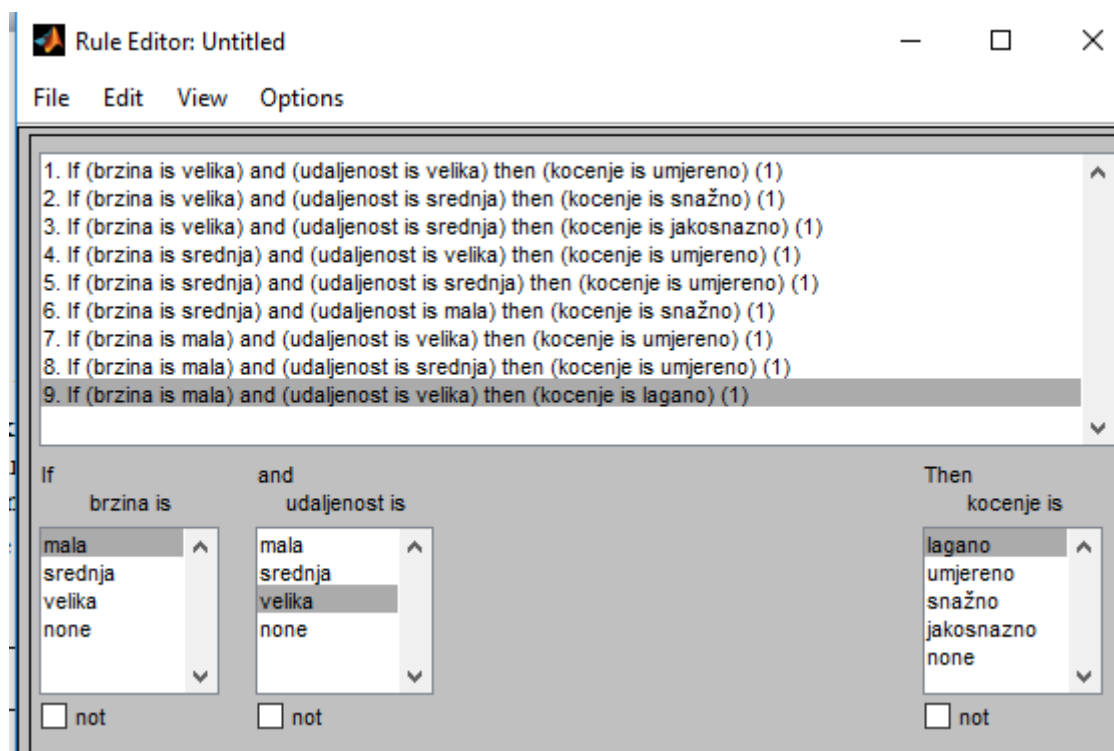 Rule Editor: Untitled
File Edit View Options
1. If (brzina is velika) and (udaljenost is velika) then (kocenje is umjereno) (1)
2. If (brzina is velika) and (udaljenost is srednja) then (kocenje is snažno) (1)
3. If (brzina is velika) and (udaljenost is srednja) then (kocenje is jakosnazno) (1)
4. If (brzina is srednja) and (udaljenost is velika) then (kocenje is umjereno) (1)
5. If (brzina is srednja) and (udaljenost is srednja) then (kocenje is umjereno) (1)
6. If (brzina is srednja) and (udaljenost is mala) then (kocenje is snažno) (1)
7. If (brzina is mala) and (udaljenost is velika) then (kocenje is umjereno) (1)
8. If (brzina is mala) and (udaljenost is srednja) then (kocenje is umjereno) (1)
9. If (brzina is mala) and (udaljenost is velika) then (kocenje is lagano) (1)
If
brzina is
mala
srednja
velika
none
not
and
udaljenost is
mala
srednja
velika
none
not
Then
kocenje is
lagano
umjereno
snažno
jakosnazno
none
not